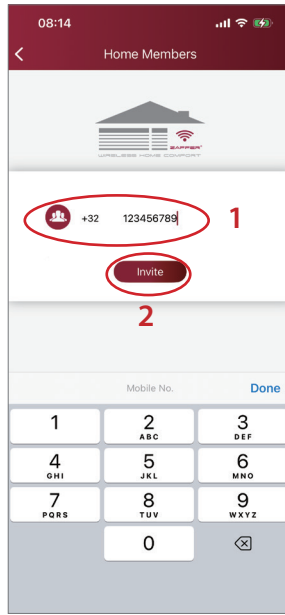 08:14
Home Members
ZAPPER
WIRELESS HOME COMFORT
+32 123456789 1
Invite
2
Mobile No. Done
1 2 3
ABC DEF
4 5 6
GHI JKL MNO
7 8 9
PQRS TUV WXYZ
0